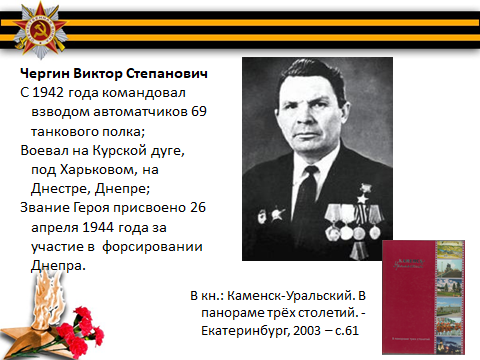 Чергин Виктор Степанович
С 1942 года командовал
взводом автоматчиков 69
танкового полка;
Воевал на Курской дуге,
под Харьковом, на
Днестре, Днепре;
Звание Героя присвоено 26
апреля 1944 года за
участие в форсировании
Днепра.
В кн.: Каменск-Уральский. В
панораме трёх столетий. -
Екатеринбург, 2003 – с.61